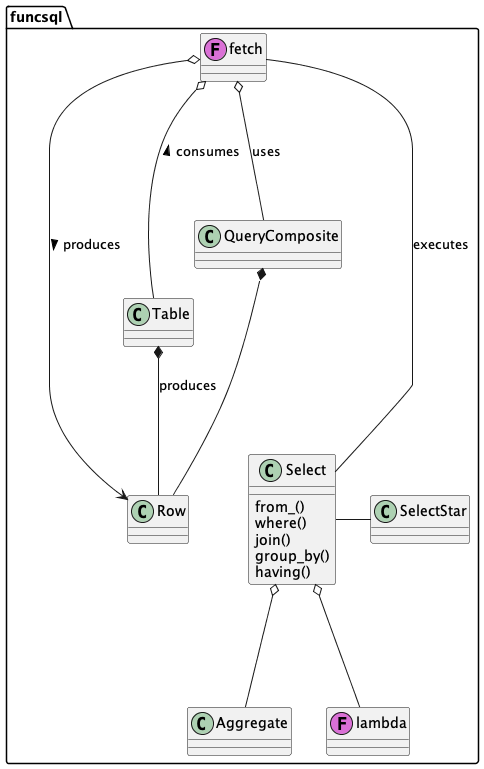 funcsql
F fetch
consumes
uses
produces
executes
C QueryComposite
C Table
produces
C Select
from_()
where()
join()
group_by()
having()
C Row
C SelectStar
C Aggregate
F lambda